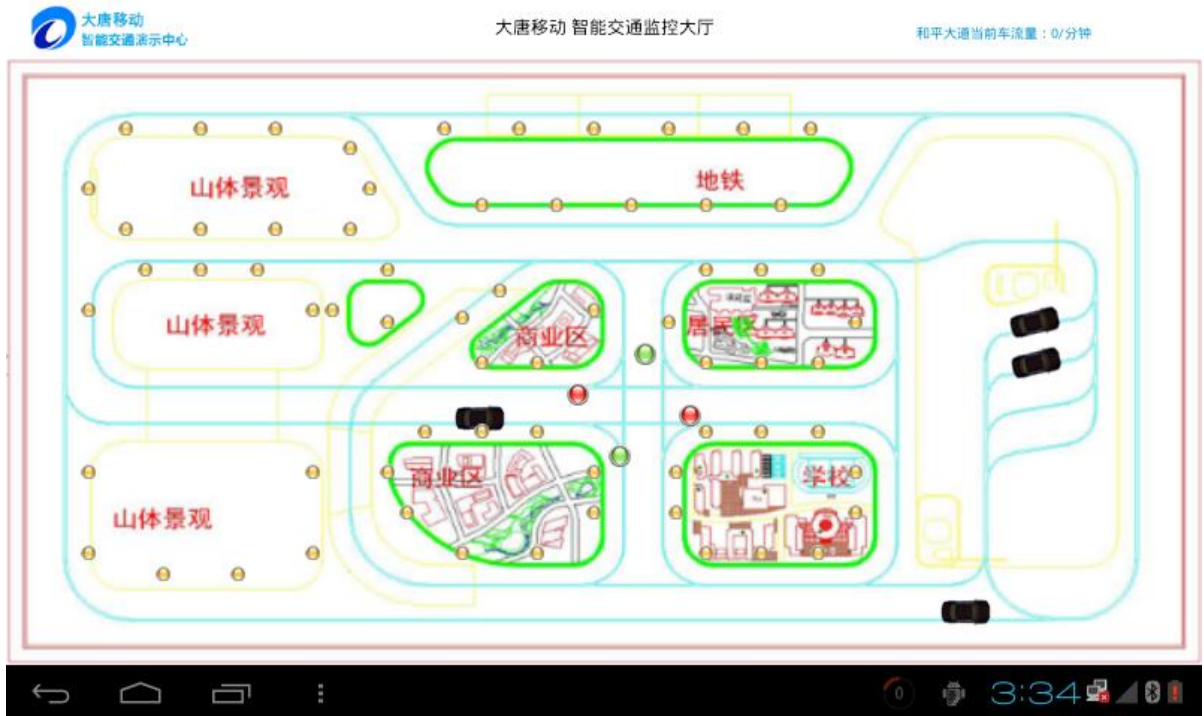 大唐移动
智能交通演示中心
大唐移动 智能交通监控大厅
和平大道当前车流量：0/分钟
山体景观
地铁
山体景观
商业区
居民区
商业区
学校
山体景观
0
3:34